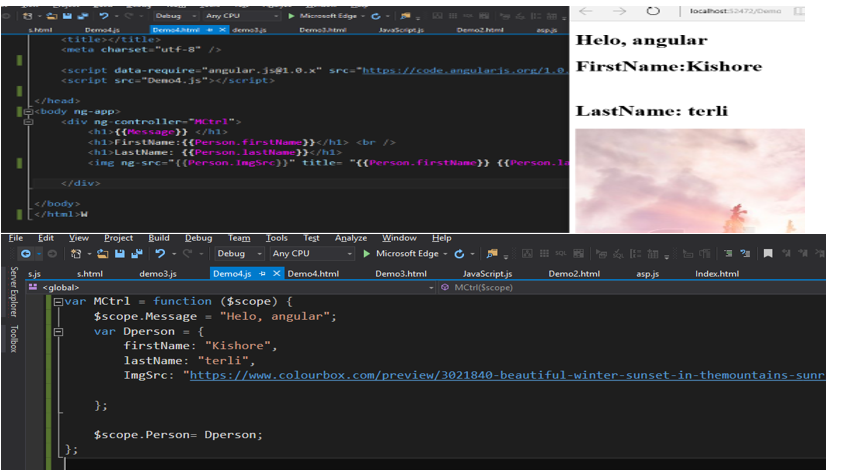 Debug Any CPU Microsoft Edge
s.html Demo4.js Demo4.html demo3.js Demo3.html JavaScript.js Demo2.html asp.js
<title></title>
<meta charset="utf-8" />
<script data-require="angular.js@1.0.x" src="https://code.angularjs.org/1.0.
<script src="Demo4.js"></script>
</head>
<body ng-app>
<div ng-controller="MCtrl">
<h1>{{Message}} </h1>
<h1>FirstName:{{Person.firstName}}</h1> <br />
<h1>LastName: {{Person.lastName}}</h1>
<img ng-src="{{Person.ImgSrc}}" title= "{{Person.firstName}} {{Person.la
</div>
</body>
</html>W
localhost:52472/Demo
Helo, angular
FirstName:Kishore
LastName: terli
File Edit View Project Build Debug Team Tools Test Analyze Window Help
Debug Any CPU Microsoft Edge
s.js s.html demo3.js Demo4.js Demo4.html Demo3.html JavaScript.js Demo2.html asp.js Index.html
<global> MCtrl($scope)
Server Explorer
Toolbox
var MCtrl = function ($scope) {
$scope.Message = "Helo, angular";
var Dperson = {
firstName: "Kishore",
lastName: "terli",
ImgSrc: "https://www.colourbox.com/preview/3021840-beautiful-winter-sunset-in-themountains-sunr
};
$scope.Person= Dperson;
};